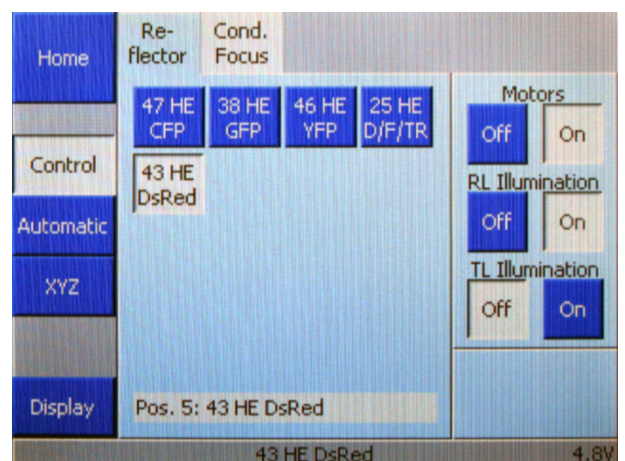 Home
Control
Automatic
XYZ
Display
Re-
flector
Cond.
Focus
47 HE
CFP
38 HE
GFP
46 HE
YFP
25 HE
D/F/TR
43 HE
DsRed
Pos. 5: 43 HE DsRed
Motors
Off On
RL Illumination
Off On
TL Illumination
Off On
43 HE DsRed 4.8V